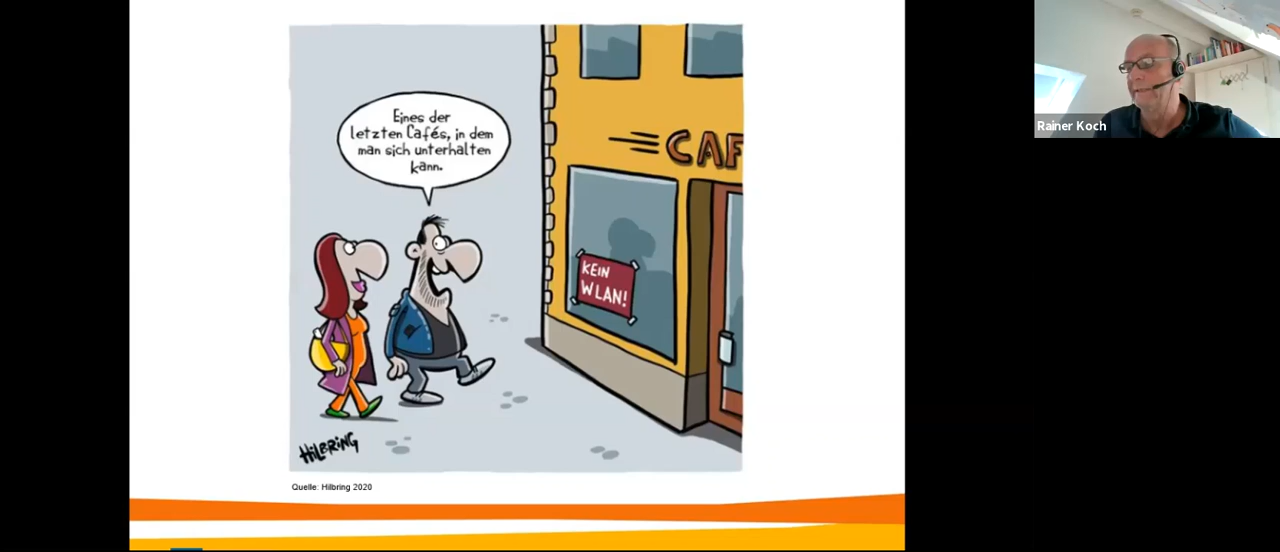 Eines der
letzten Cafés, in dem
man sich unterhalten
kann.
CAF
KEIN
WLAN!
HILBRING
Quelle: Hilbring 2020
Rainer Koch